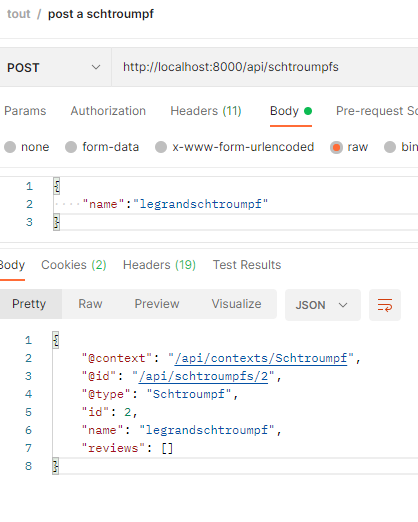 tout / post a schtroumpf
POST http://localhost:8000/api/schtroumpfs
Params Authorization Headers (11) Body Pre-request Sc
none form-data x-www-form-urlencoded raw bin
1 {
2 "name":"legrandschtroumpf"
3 }
Body Cookies (2) Headers (19) Test Results
Pretty Raw Preview Visualize JSON
1 {
2 "@context": "/api/contexts/Schtroumpf",
3 "@id": "/api/schtroumpfs/2",
4 "@type": "Schtroumpf",
5 "id": 2,
6 "name": "legrandschtroumpf",
7 "reviews": []
8 }